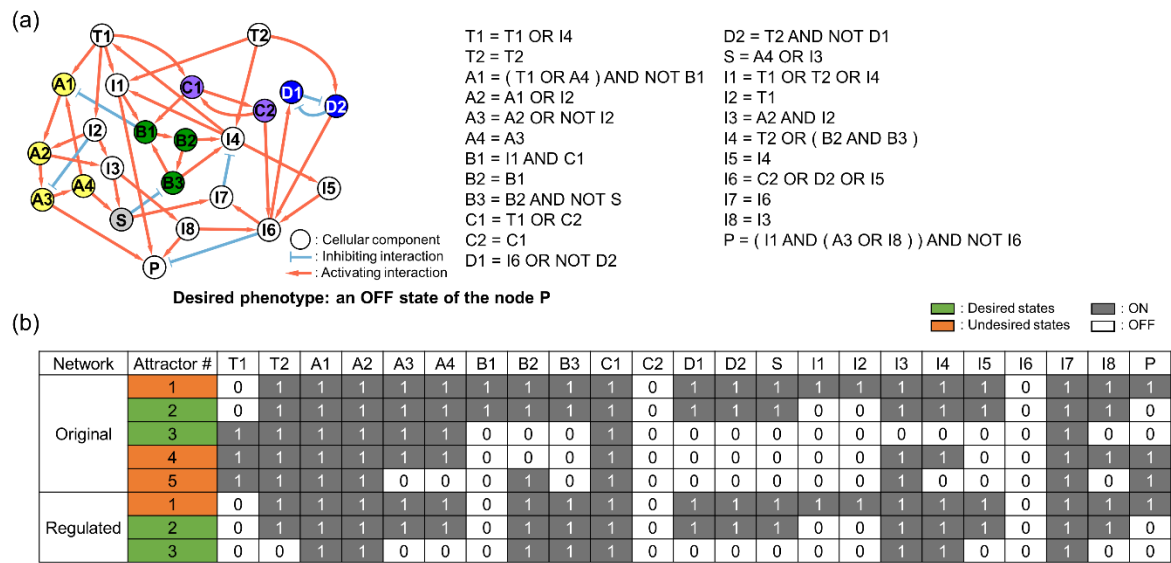 (a)
T1
T2
A1
I1
C1
D1
D2
C2
I2
B1
B2
I4
A2
I3
B3
A4
I7
I5
A3
S
I8
I6
P
: Cellular component
: Inhibiting interaction
: Activating interaction
Desired phenotype: an OFF state of the node P
T1 = T1 OR I4
T2 = T2
A1 = ( T1 OR A4 ) AND NOT B1
A2 = A1 OR I2
A3 = A2 OR NOT I2
A4 = A3
B1 = I1 AND C1
B2 = B1
B3 = B2 AND NOT S
C1 = T1 OR C2
C2 = C1
D1 = I6 OR NOT D2
D2 = T2 AND NOT D1
S = A4 OR I3
I1 = T1 OR T2 OR I4
I2 = T1
I3 = A2 AND I2
I4 = T2 OR ( B2 AND B3 )
I5 = I4
I6 = C2 OR D2 OR I5
I7 = I6
I8 = I3
P = ( I1 AND ( A3 OR I8 ) ) AND NOT I6
(b)
: Desired states : ON
: Undesired states : OFF
Network Attractor # T1 T2 A1 A2 A3 A4 B1 B2 B3 C1 C2 D1 D2 S I1 I2 I3 I4 I5 I6 I7 I8 P
Original
1 0 1 1 1 1 1 1 1 1 1 0 1 1 1 1 1 1 1 1 0 1 1 1
2 0 1 1 1 1 1 1 1 1 1 0 1 1 1 0 0 1 1 1 0 1 1 0
3 1 1 1 1 1 1 0 0 0 1 0 0 0 0 0 0 0 0 0 0 1 0 0
4 1 1 1 1 1 1 0 0 0 1 0 0 0 0 0 0 1 1 0 0 1 1 1
5 1 1 1 1 0 0 0 1 0 1 0 0 0 0 0 0 1 0 0 0 1 0 1
Regulated
1 0 1 1 1 1 1 0 1 1 1 0 1 1 1 1 1 1 1 1 0 1 1 1
2 0 1 1 1 1 1 0 1 1 1 0 1 1 1 0 0 1 1 1 0 1 1 0
3 0 0 1 1 0 0 0 1 1 1 0 0 0 0 0 0 1 1 0 0 1 0 0